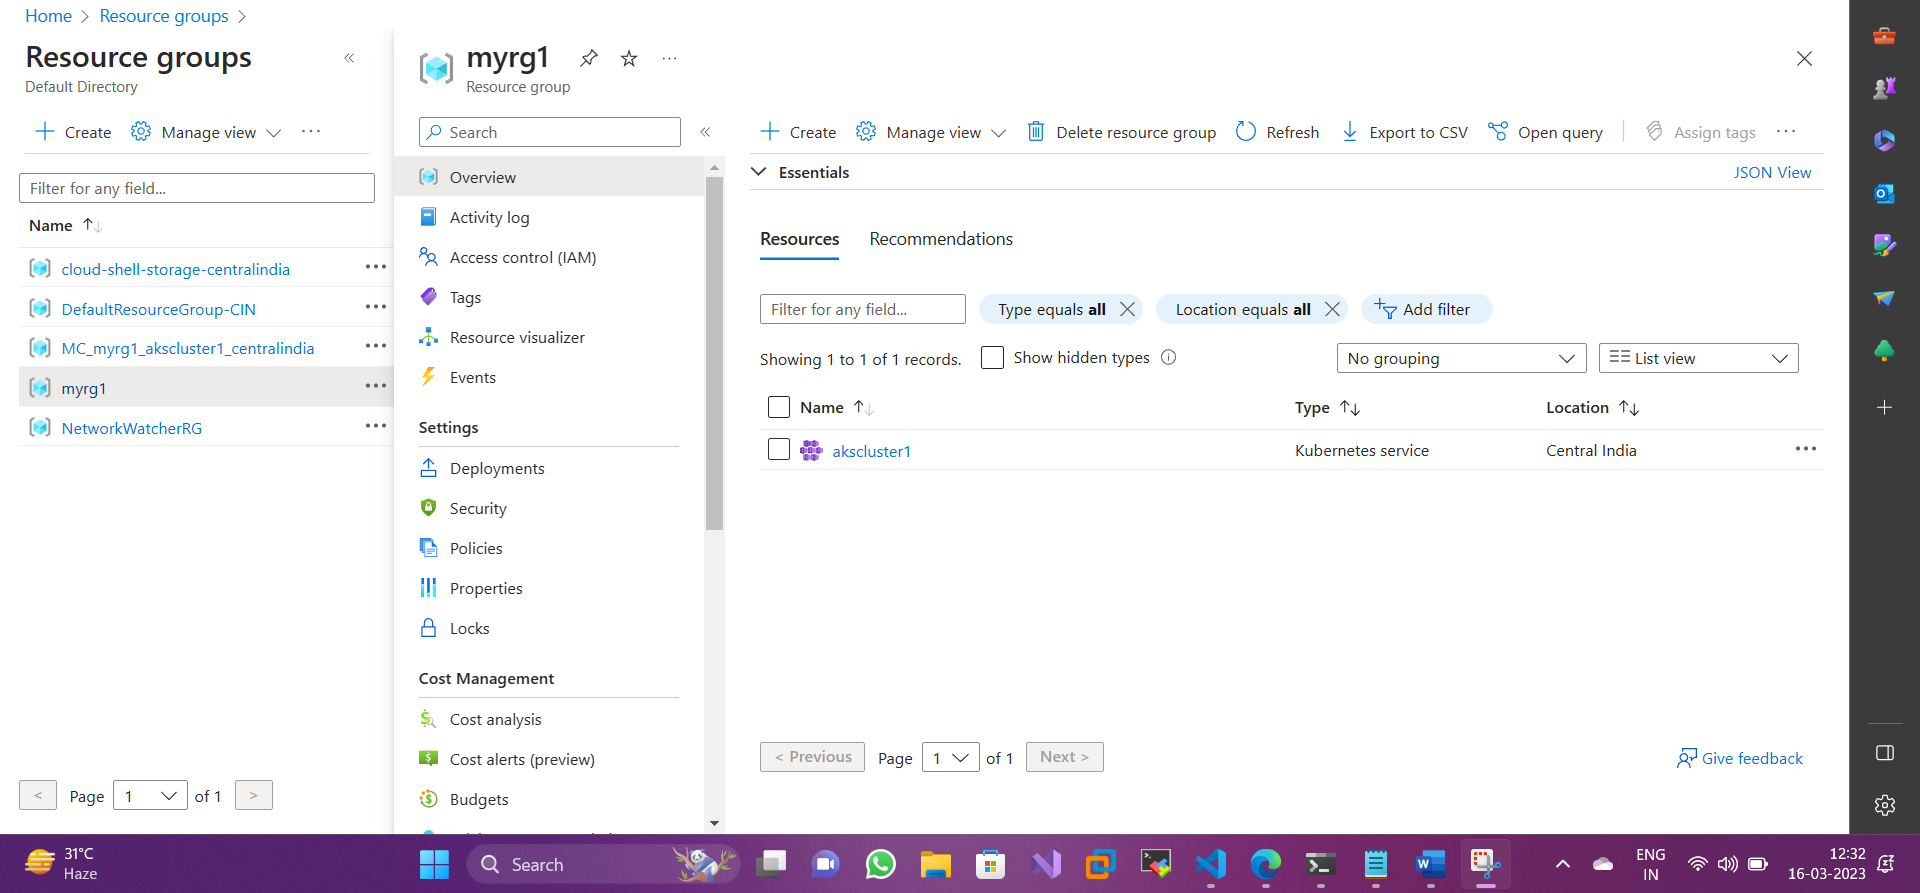 Home > Resource groups >
Resource groups
Default Directory
Create Manage view
Filter for any field...
Name
cloud-shell-storage-centralindia
DefaultResourceGroup-CIN
MC_myrg1_akscluster1_centralindia
myrg1
NetworkWatcherRG
< Page 1 of 1 >
myrg1
Resource group
Search
Overview
Activity log
Access control (IAM)
Tags
Resource visualizer
Events
Settings
Deployments
Security
Policies
Properties
Locks
Cost Management
Cost analysis
Cost alerts (preview)
Budgets
Create Manage view Delete resource group Refresh Export to CSV Open query Assign tags
Essentials JSON View
Resources Recommendations
Filter for any field... Type equals all Location equals all Add filter
Showing 1 to 1 of 1 records. Show hidden types No grouping List view
Name Type Location
akscluster1 Kubernetes service Central India
< Previous Page 1 of 1 Next > Give feedback
31°C
Haze
Search
ENG
IN
12:32
16-03-2023